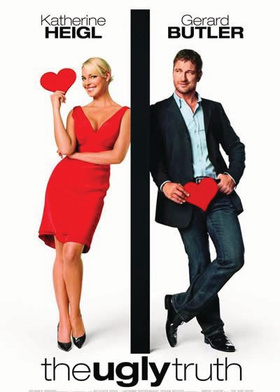 Katherine
HEIGL
Gerard
BUTLER
theuglytruth